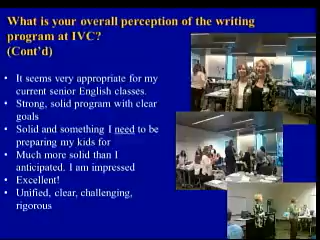 What is your overall perception of the writing
program at IVC?
(Cont'd)
• It seems very appropriate for my
current senior English classes.
• Strong, solid program with clear
goals
• Solid and something I need to be
preparing my kids for
• Much more solid than I
anticipated. I am impressed
• Excellent!
• Unified, clear, challenging,
rigorous